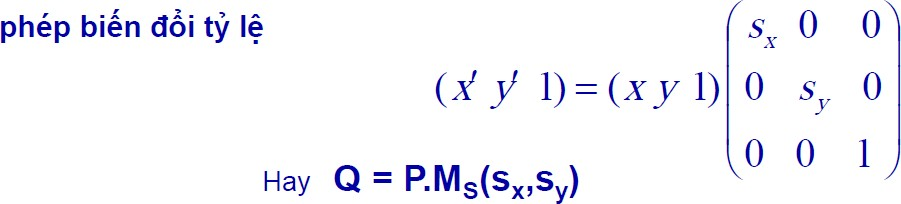 phép biến đổi tỷ lệ
(x' y' 1) = (x y 1) ( s_x 0 0
0 s_y 0
0 0 1 )
Hay Q = P.M_S(s_x,s_y)